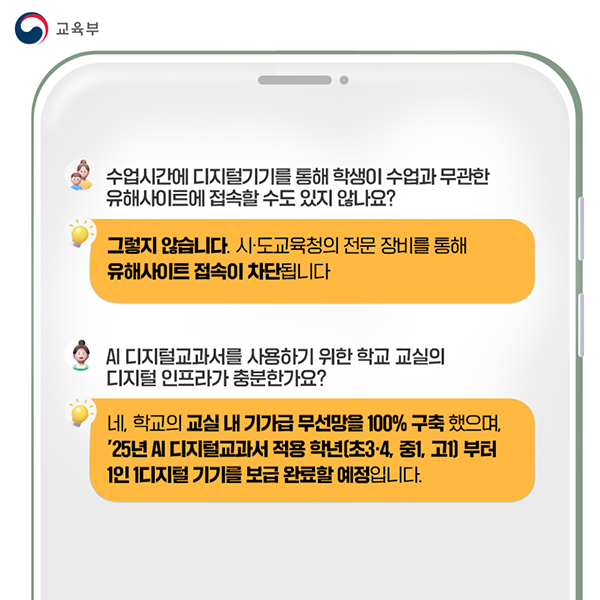 교육부
수업시간에 디지털기기를 통해 학생이 수업과 무관한
유해사이트에 접속할 수도 있지 않나요?
그렇지 않습니다. 시·도교육청의 전문 장비를 통해
유해사이트 접속이 차단됩니다
AI 디지털교과서를 사용하기 위한 학교 교실의
디지털 인프라가 충분한가요?
네, 학교의 교실 내 기가급 무선망을 100% 구축 했으며,
'25년 AI 디지털교과서 적용 학년(초3·4, 중1, 고1) 부터
1인 1디지털 기기를 보급 완료할 예정입니다.